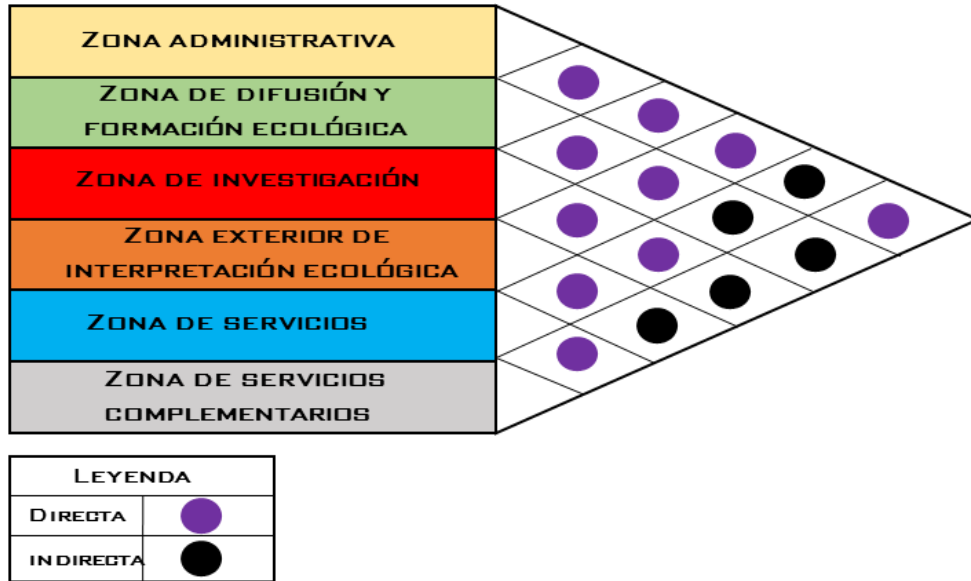 ZONA ADMINISTRATIVA
ZONA DE DIFUSIÓN Y
FORMACIÓN ECOLÓGICA
ZONA DE INVESTIGACIÓN
ZONA EXTERIOR DE
INTERPRETACIÓN ECOLÓGICA
ZONA DE SERVICIOS
ZONA DE SERVICIOS
COMPLEMENTARIOS
LEYENDA
DIRECTA
INDIRECTA